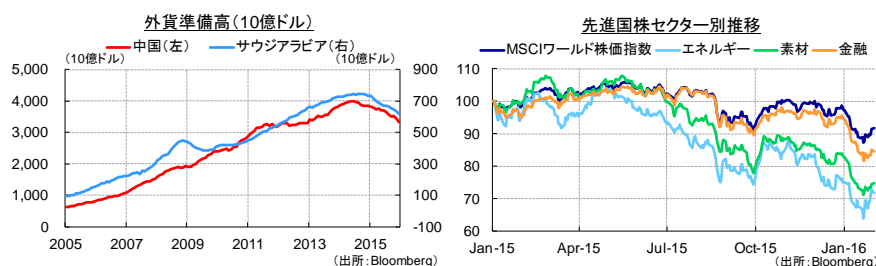 外貨準備高（10億ドル）
中国（左） サウジアラビア（右）
（10億ドル） （10億ドル）
5,000 900
4,000 700
3,000 500
2,000 300
1,000 100
0 -100
2005 2007 2009 2011 2013 2015
（出所：Bloomberg）
先進国株セクター別推移
MSCIワールド株価指数 エネルギー 素材 金融
110
100
90
80
70
60
Jan-15 Apr-15 Jul-15 Oct-15 Jan-16
（出所：Bloomberg）